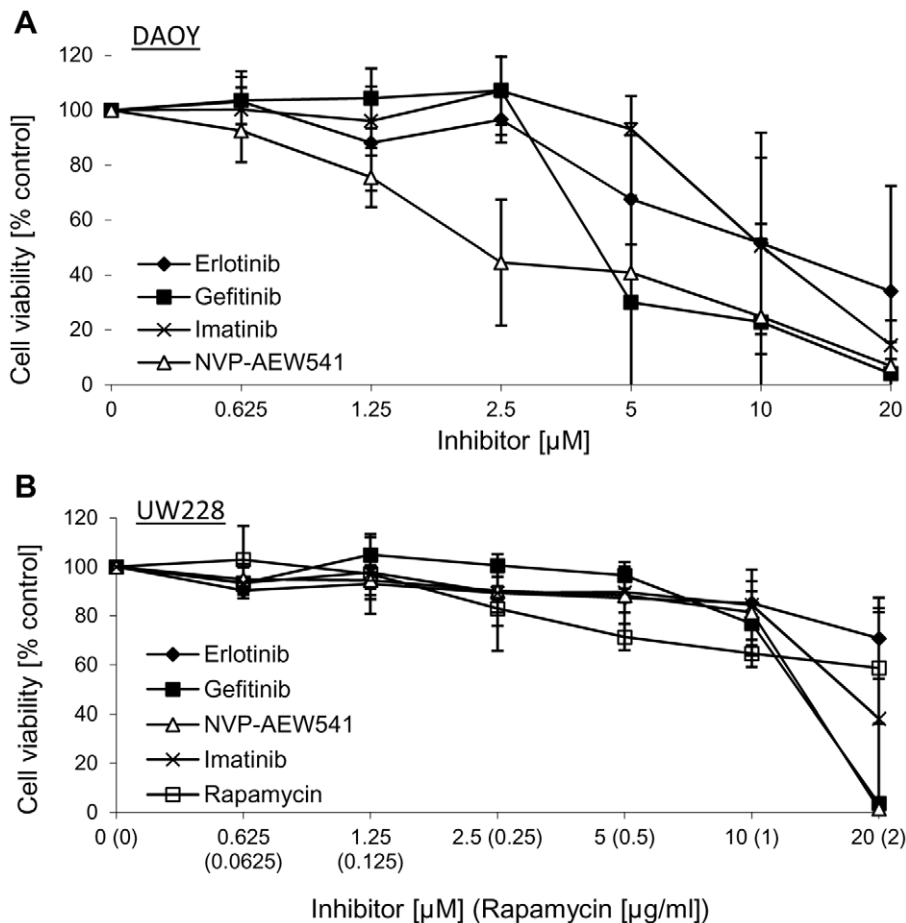 A
DAOY
120
100
80
60
40
20
0
Cell viability [% control]
Erlotinib
Gefitinib
Imatinib
NVP-AEW541
0 0.625 1.25 2.5 5 10 20
Inhibitor [µM]
B
UW228
120
100
80
60
40
20
0
Cell viability [% control]
Erlotinib
Gefitinib
NVP-AEW541
Imatinib
Rapamycin
0 (0) 0.625 1.25 2.5 (0.25) 5 (0.5) 10 (1) 20 (2)
(0.0625) (0.125)
Inhibitor [µM] (Rapamycin [µg/ml])